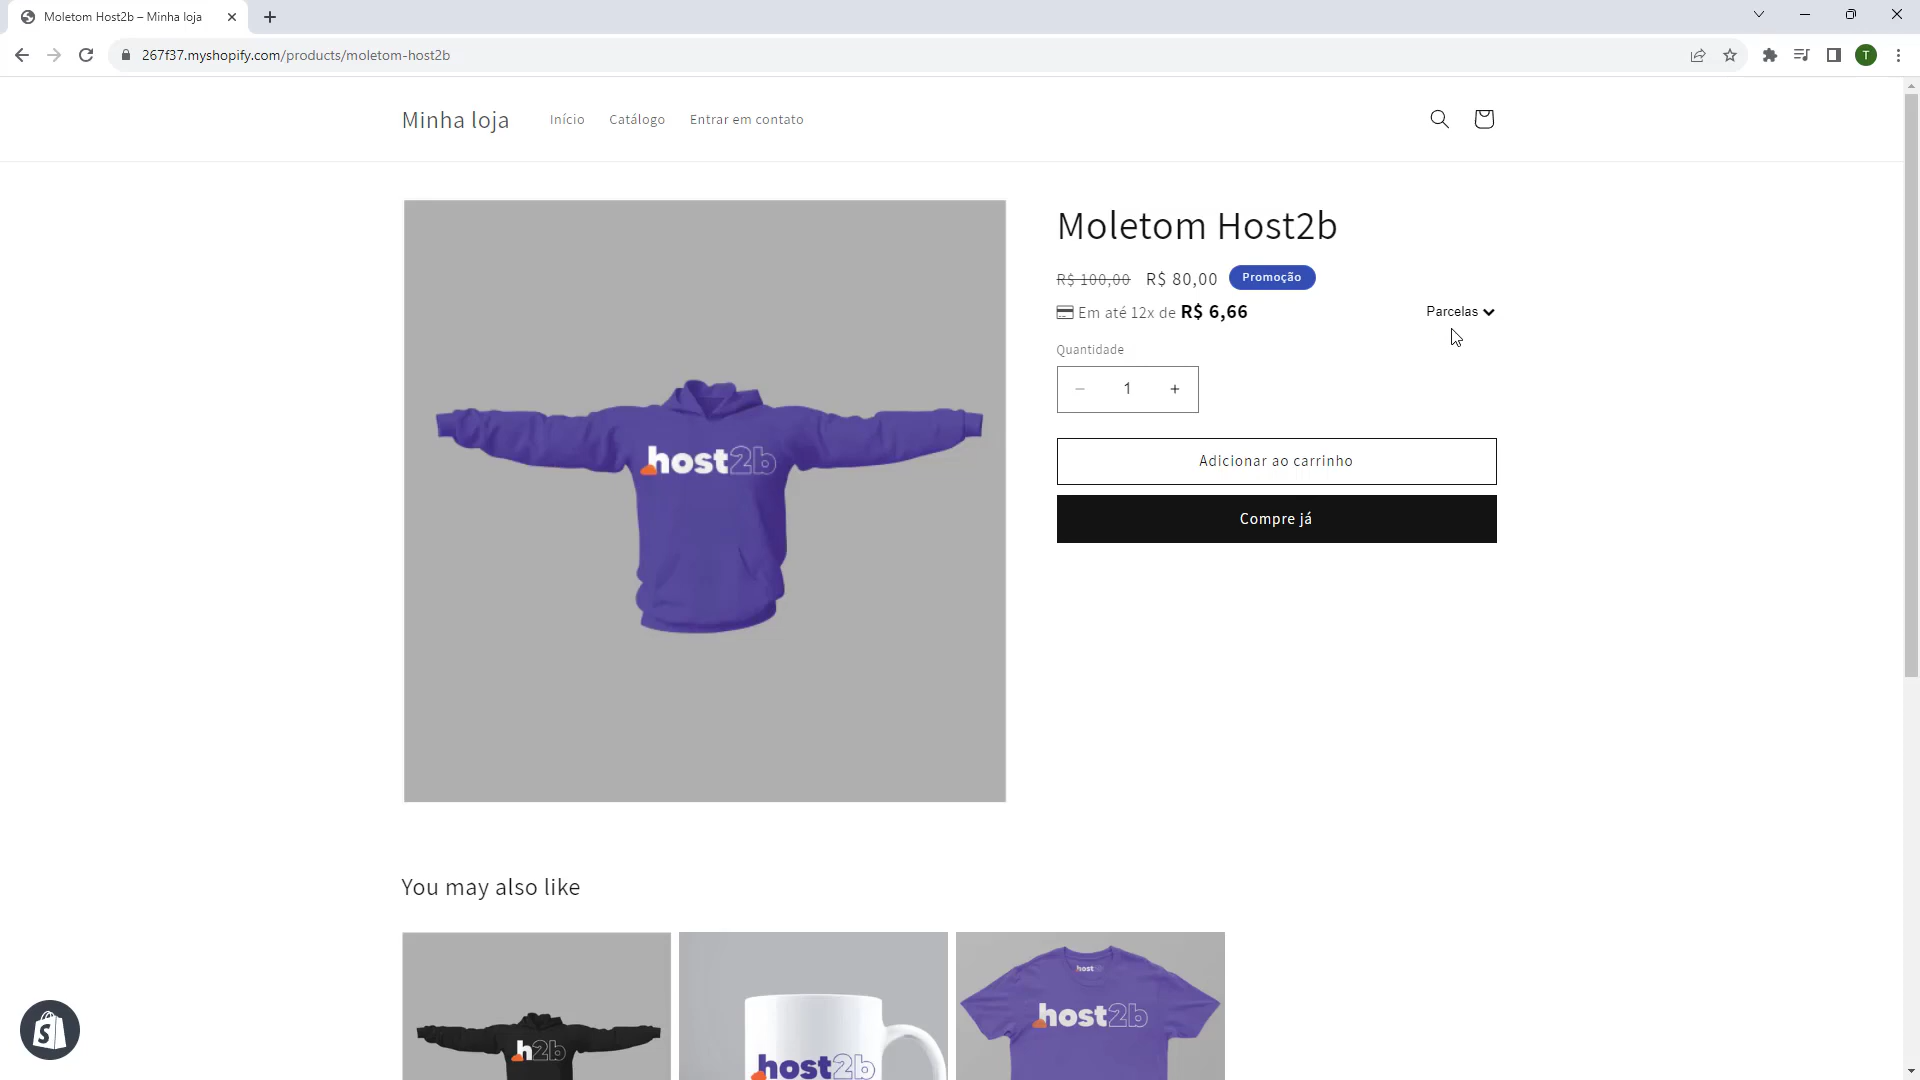 Moletom Host2b – Minha loja
267f37.myshopify.com/products/moletom-host2b
T
Minha loja
Início
Catálogo
Entrar em contato
Moletom Host2b
R$ 100,00 R$ 80,00 Promoção
Em até 12x de R$ 6,66
Parcelas
Quantidade
− 1 +
Adicionar ao carrinho
Compre já
host2b
You may also like
h2b
host2b
host
host2b